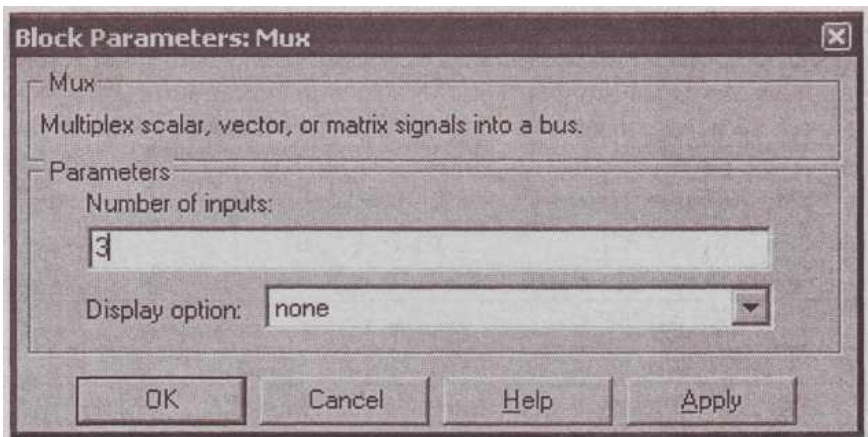 Block Parameters: Mux
Mux
Multiplex scalar, vector, or matrix signals into a bus.
Parameters
Number of inputs:
3
Display option: none
OK Cancel Help Apply